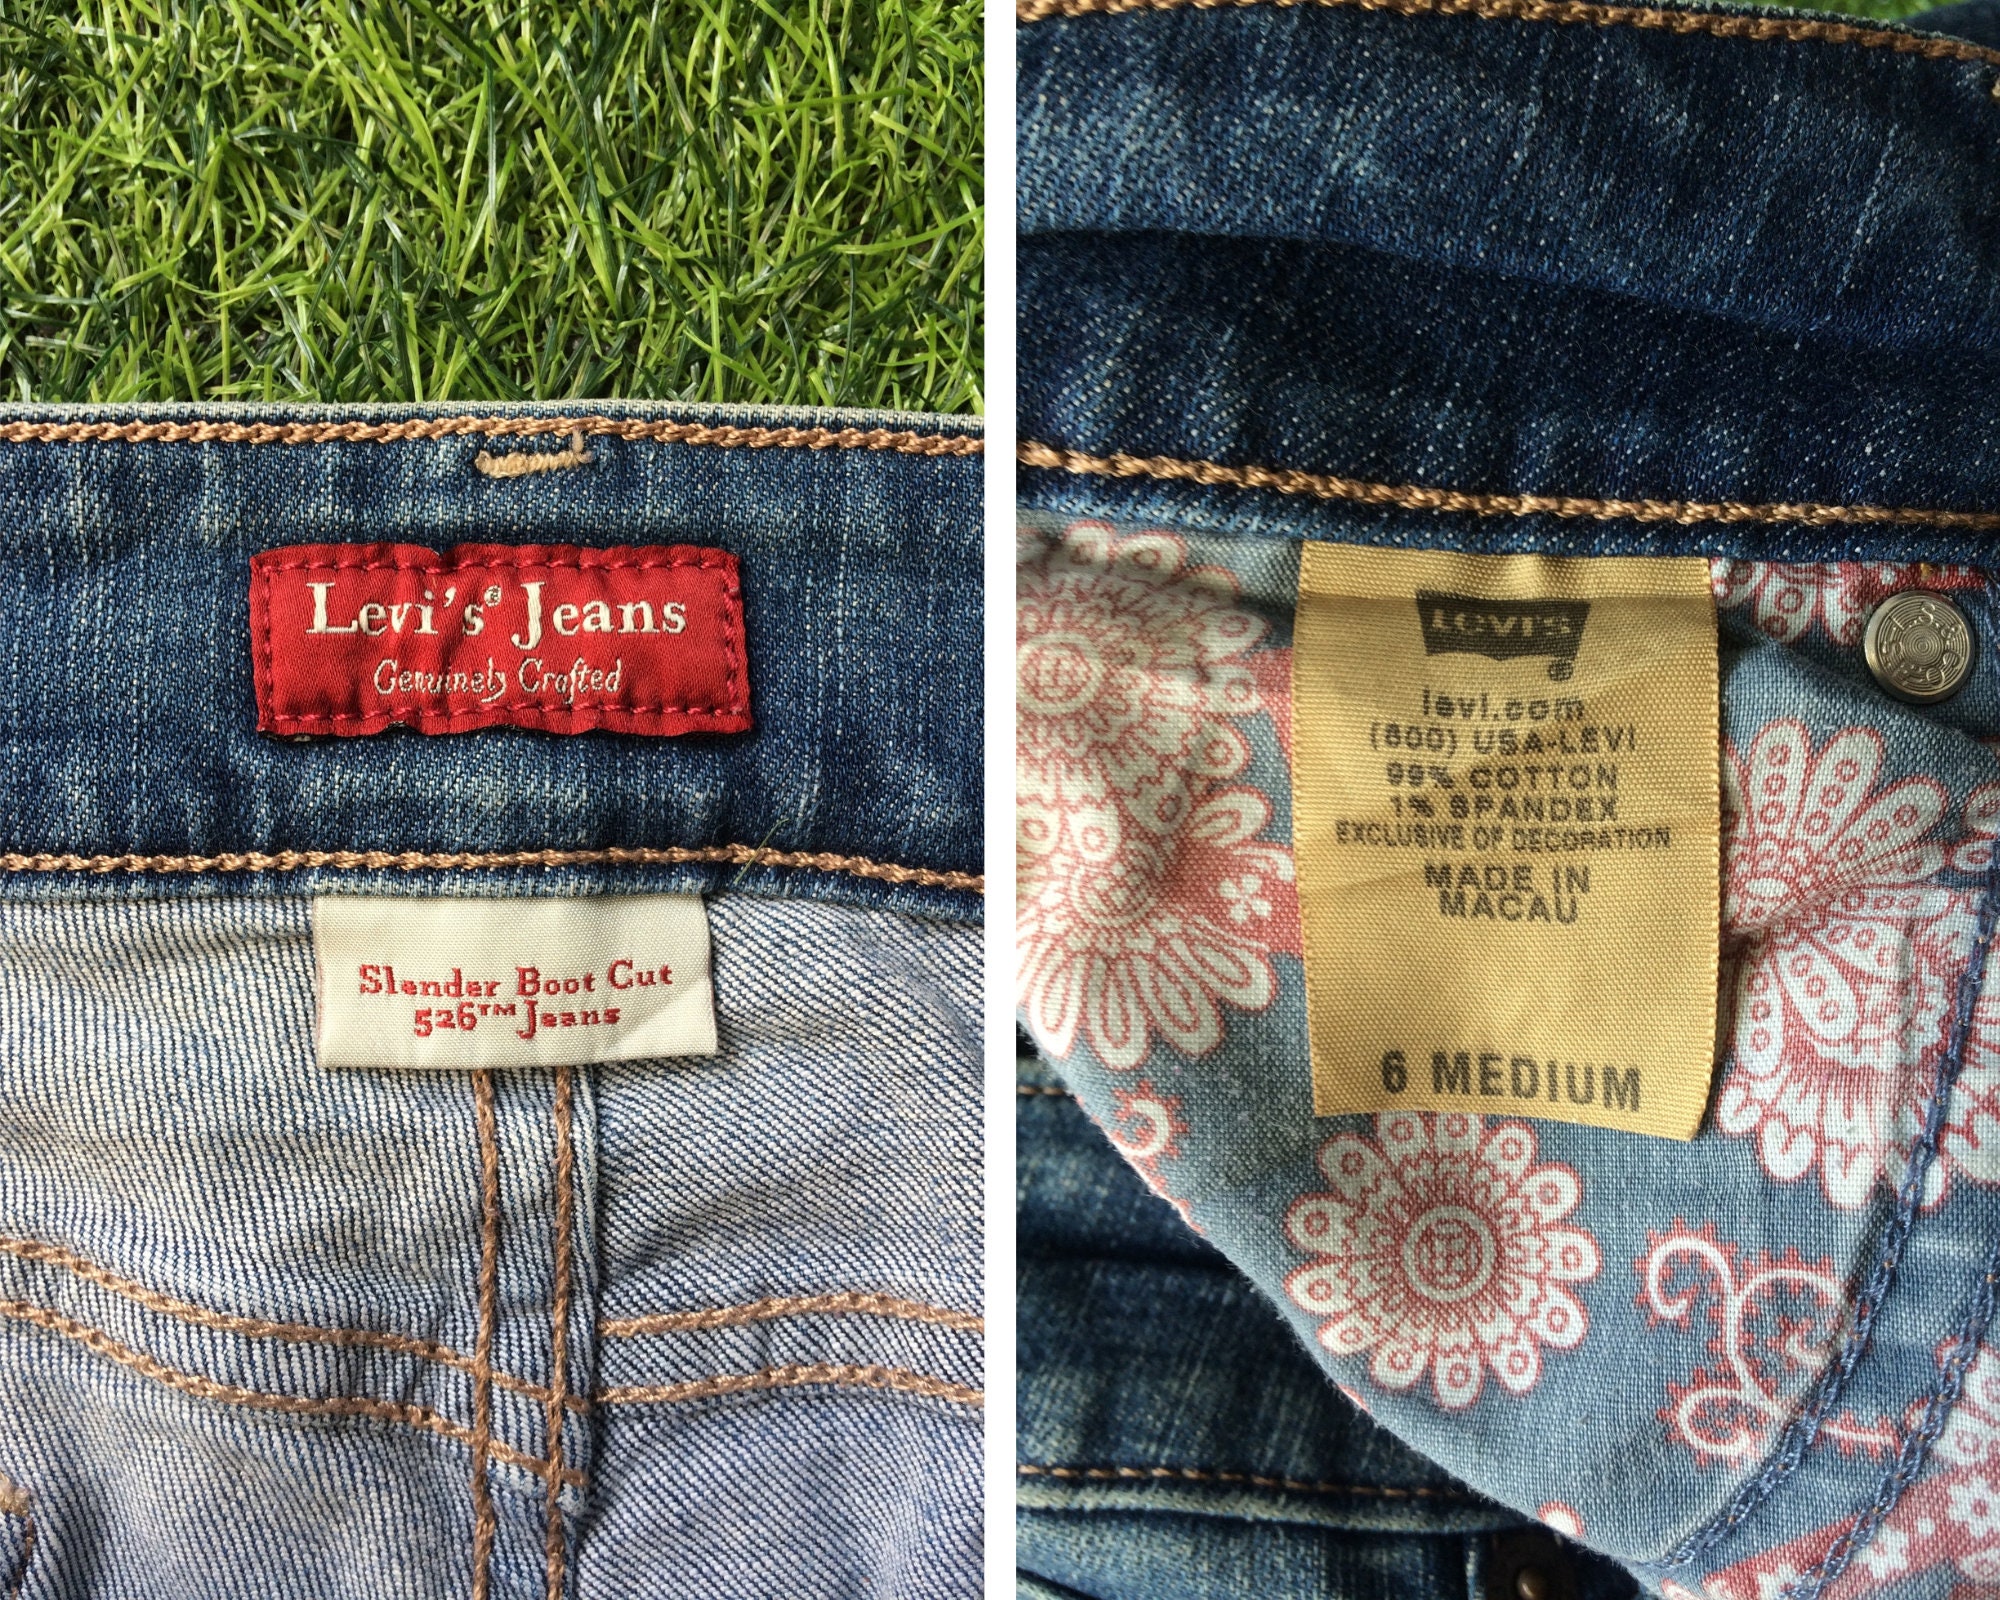 Levi's® Jeans
Genuinely Crafted
Slender Boot Cut
526™ Jeans
LEVI'S
®
levi.com
(800) USA-LEVI
99% COTTON
1% SPANDEX
EXCLUSIVE OF DECORATION
MADE IN
MACAU
6 MEDIUM